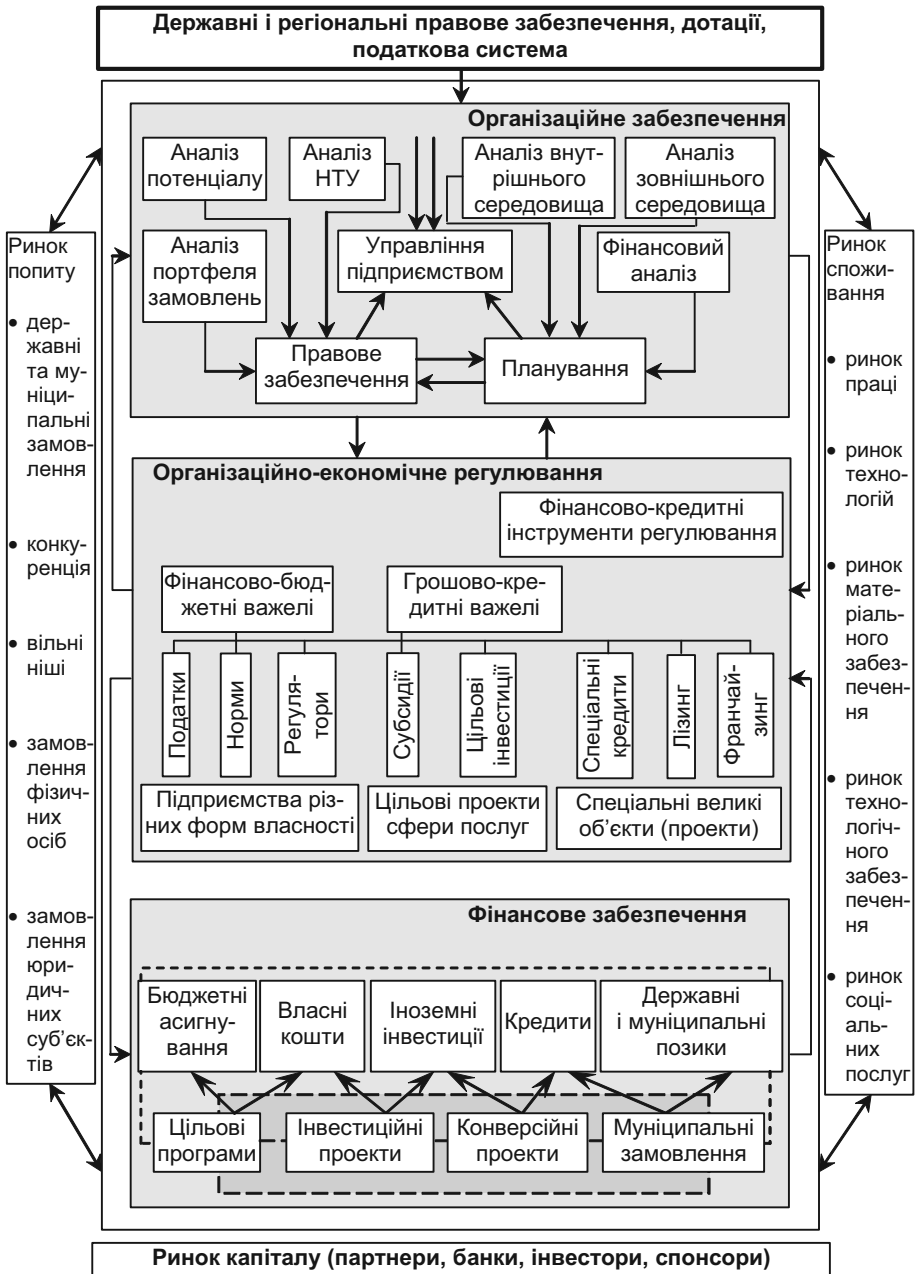 Державні і регіональні правове забезпечення, дотації,
податкова система
Організаційне забезпечення
Аналіз
потенціалу
Аналіз
НТУ
Аналіз внут-
рішнього
середовища
Аналіз
зовнішнього
середовища
Аналіз
портфеля
замовлень
Управління
підприємством
Фінансовий
аналіз
Правове
забезпечення
Планування
Ринок
попиту
• дер-
жавні
та му-
ніци-
пальні
замов-
лення
• конку-
ренція
• вільні
ніші
• замов-
лення
фізич-
них
осіб
• замов-
лення
юри-
дич-
них
суб’єк-
тів
Організаційно-економічне регулювання
Фінансово-кредитні
інструменти регулювання
Фінансово-бюд-
жетні важелі
Грошово-кре-
дитні важелі
Податки
Норми
Регуля-
тори
Субсидії
Цільові
інвестиції
Спеціальні
кредити
Лізинг
Франчай-
зинг
Підприємства різ-
них форм власності
Цільові проекти
сфери послуг
Спеціальні великі
об’єкти (проекти)
Фінансове забезпечення
Бюджетні
асигну-
вання
Власні
кошти
Іноземні
інвестиції
Кредити
Державні
і муніципальні
позики
Цільові
програми
Інвестиційні
проекти
Конверсійні
проекти
Муніципальні
замовлення
Ринок
спожи-
вання
• ринок
праці
• ринок
техно-
логій
• ринок
мате-
ріаль-
ного
забез-
печен-
ня
• ринок
техно-
логіч-
ного
забез-
печен-
ня
• ринок
соці-
аль-
них
послуг
Ринок капіталу (партнери, банки, інвестори, спонсори)